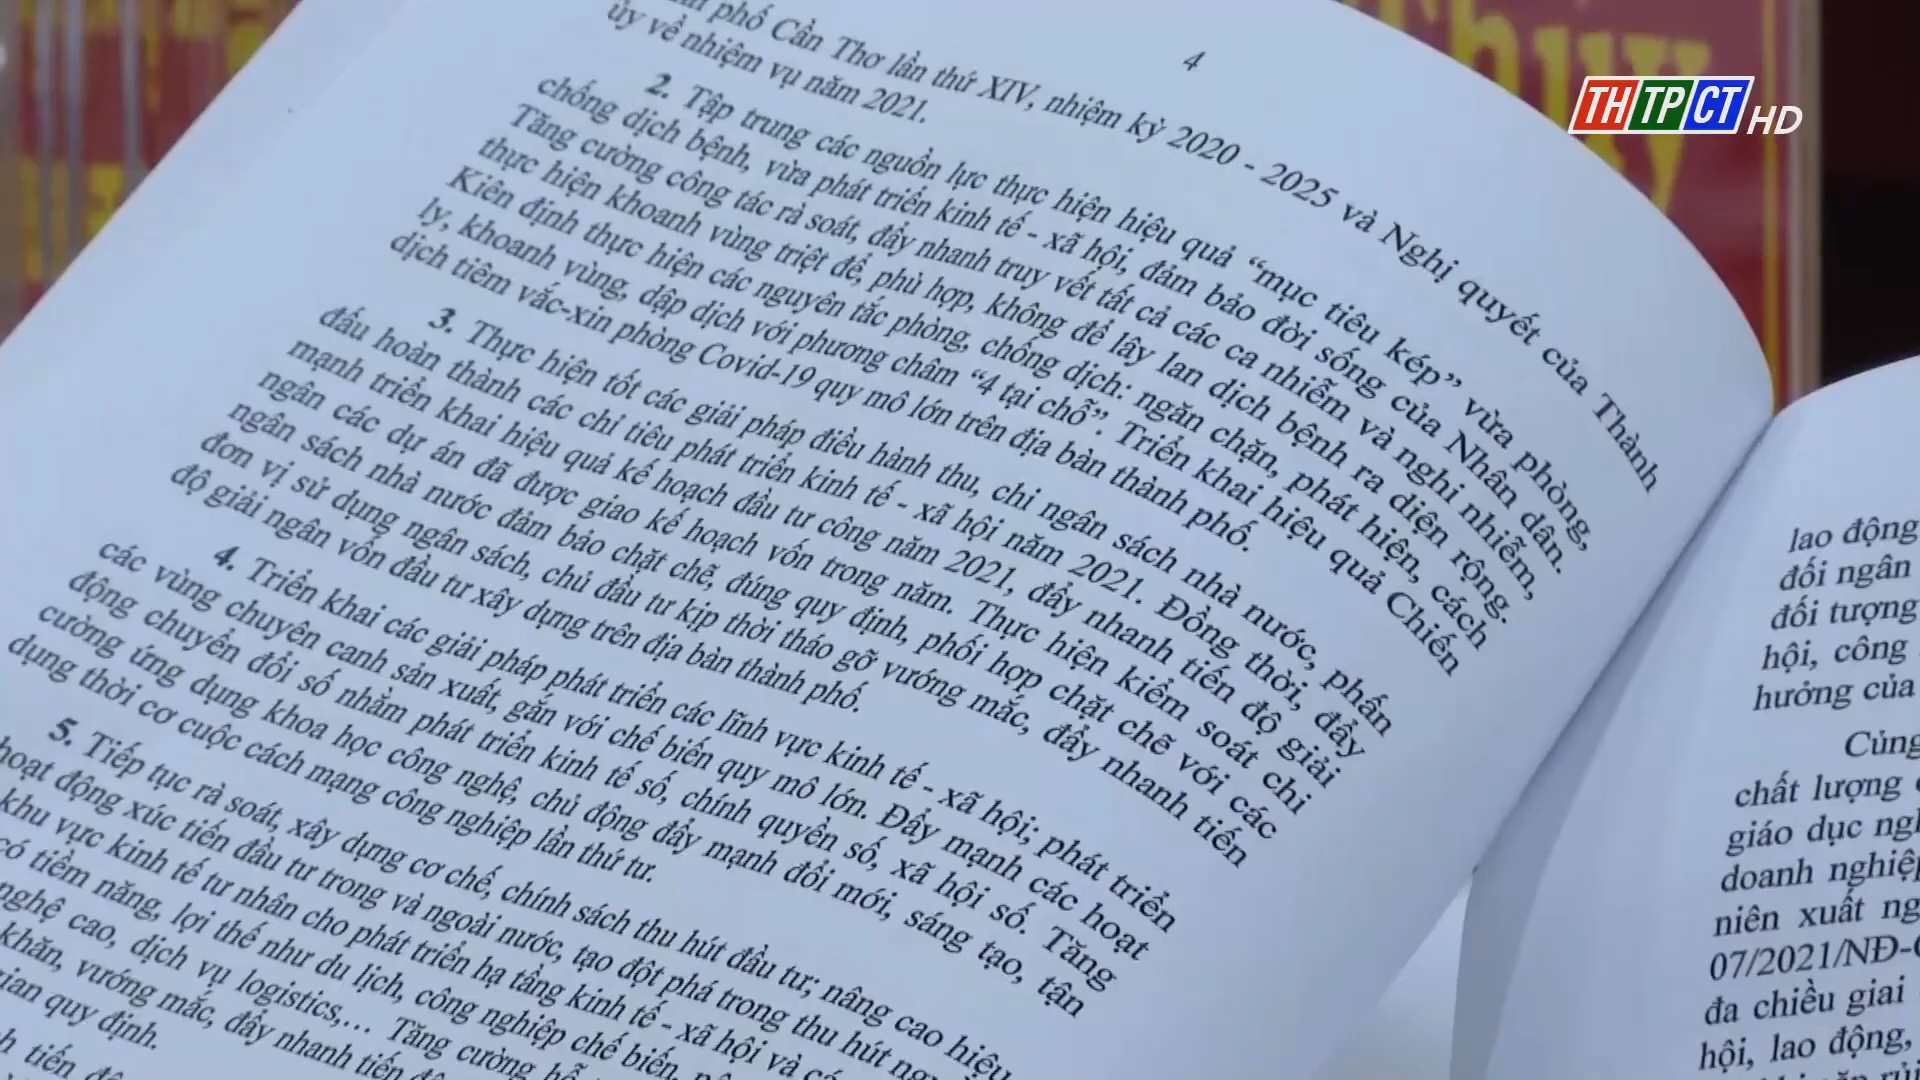 4
phố Cần Thơ lần thứ XIV, nhiệm kỳ 2020 - 2025 và Nghị quyết của Thành
ủy về nhiệm vụ năm 2021.
2. Tập trung các nguồn lực thực hiện hiệu quả “mục tiêu kép” vừa phòng,
chống dịch bệnh, vừa phát triển kinh tế - xã hội, đảm bảo đời sống của Nhân dân.
Tăng cường công tác rà soát, đẩy nhanh truy vết tất cả các ca nhiễm và nghi nhiễm,
thực hiện khoanh vùng triệt để, phù hợp, không để lây lan dịch bệnh ra diện rộng.
Kiên định thực hiện các nguyên tắc phòng, chống dịch: ngăn chặn, phát hiện, cách
ly, khoanh vùng, dập dịch với phương châm “4 tại chỗ”. Triển khai hiệu quả Chiến
dịch tiêm vắc-xin phòng Covid-19 quy mô lớn trên địa bàn thành phố.
3. Thực hiện tốt các giải pháp điều hành thu, chi ngân sách nhà nước, phấn
đấu hoàn thành các chỉ tiêu phát triển kinh tế - xã hội năm 2021. Đồng thời, đẩy
mạnh triển khai hiệu quả kế hoạch đầu tư công năm 2021, đẩy nhanh tiến độ giải
ngân các dự án đã được giao kế hoạch vốn trong năm. Thực hiện kiểm soát chi
ngân sách nhà nước đảm bảo chặt chẽ, đúng quy định, phối hợp chặt chẽ với các
đơn vị sử dụng ngân sách, chủ đầu tư kịp thời tháo gỡ vướng mắc, đẩy nhanh tiến
độ giải ngân vốn đầu tư xây dựng trên địa bàn thành phố.
4. Triển khai các giải pháp phát triển các lĩnh vực kinh tế - xã hội; phát triển
các vùng chuyên canh sản xuất, gắn với chế biến quy mô lớn. Đẩy mạnh các hoạt
động chuyển đổi số nhằm phát triển kinh tế số, chính quyền số, xã hội số. Tăng
cường ứng dụng khoa học công nghệ, chủ động đẩy mạnh đổi mới, sáng tạo, tận
dụng thời cơ cuộc cách mạng công nghiệp lần thứ tư.
5. Tiếp tục rà soát, xây dựng cơ chế, chính sách thu hút đầu tư; nâng cao hiệu
hoạt động xúc tiến đầu tư trong và ngoài nước, tạo đột phá trong thu hút
khu vực kinh tế tư nhân cho phát triển hạ tầng kinh tế - xã hội và
có tiềm năng, lợi thế như du lịch, công nghiệp chế biến,
nghệ cao, dịch vụ logistics,... Tăng cường hỗ
khăn, vướng mắc, đẩy nhanh tiến
gian quy định.
tiến
lao động
đối ngân
đối tượng
hội, công
hưởng của
Củng
chất lượng
giáo dục
doanh nghiệp
niên xuất
07/2021/NĐ-
đa chiều giai
hội, lao động,
Thủy
THTPCT HD